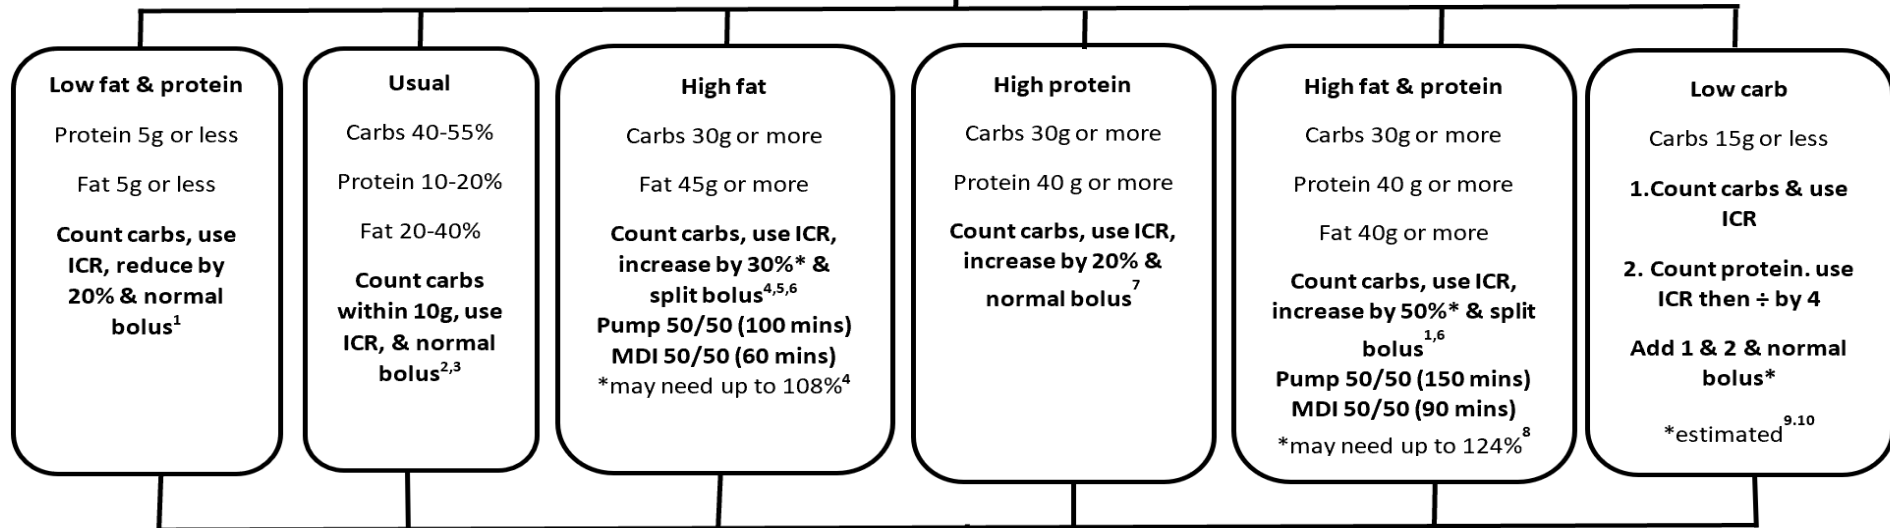 Low fat & protein
Protein 5g or less
Fat 5g or less
Count carbs, use
ICR, reduce by
20% & normal
bolus1
Usual
Carbs 40-55%
Protein 10-20%
Fat 20-40%
Count carbs
within 10g, use
ICR, & normal
bolus2,3
High fat
Carbs 30g or more
Fat 45g or more
Count carbs, use ICR,
increase by 30%* &
split bolus4,5,6
Pump 50/50 (100 mins)
MDI 50/50 (60 mins)
*may need up to 108%4
High protein
Carbs 30g or more
Protein 40 g or more
Count carbs, use ICR,
increase by 20% &
normal bolus7
High fat & protein
Carbs 30g or more
Protein 40 g or more
Fat 40g or more
Count carbs, use ICR,
increase by 50%* & split
bolus1,6
Pump 50/50 (150 mins)
MDI 50/50 (90 mins)
*may need up to 124%8
Low carb
Carbs 15g or less
1.Count carbs & use
ICR
2. Count protein. use
ICR then ÷ by 4
Add 1 & 2 & normal
bolus*
*estimated9.10